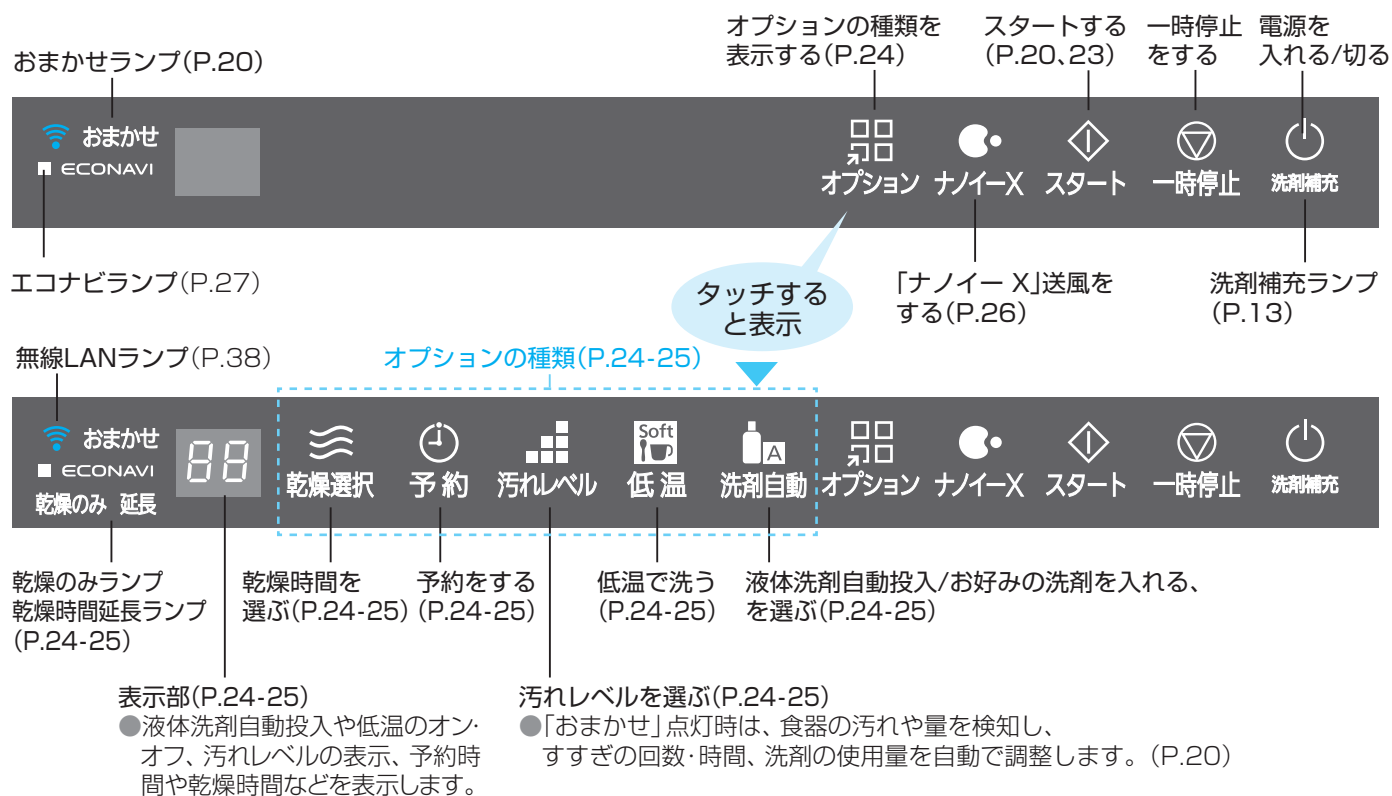 オプションの種類を
表示する(P.24)
スタートする
(P.20、23)
一時停止
をする
電源を
入れる/切る
おまかせランプ(P.20)
おまかせ
ECONAVI
オプション ナノイーX スタート 一時停止 洗剤補充
エコナビランプ(P.27)
タッチする
と表示
「ナノイー X」送風を
する(P.26)
洗剤補充ランプ
(P.13)
無線LANランプ(P.38)
オプションの種類(P.24-25)
おまかせ
ECONAVI
乾燥のみ 延長
88
Soft
A
乾燥選択 予約 汚れレベル 低温 洗剤自動 オプション ナノイーX スタート 一時停止 洗剤補充
乾燥のみランプ
乾燥時間延長ランプ
(P.24-25)
乾燥時間を
選ぶ(P.24-25)
予約をする
(P.24-25)
低温で洗う
(P.24-25)
液体洗剤自動投入/お好みの洗剤を入れる、
を選ぶ(P.24-25)
表示部(P.24-25)
●液体洗剤自動投入や低温のオン・
オフ、汚れレベルの表示、予約時
間や乾燥時間などを表示します。
汚れレベルを選ぶ(P.24-25)
●「おまかせ」点灯時は、食器の汚れや量を検知し、
すすぎの回数・時間、洗剤の使用量を自動で調整します。(P.20)